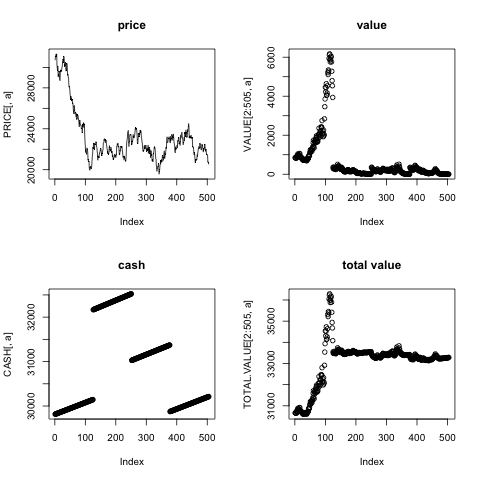 price
PRICE[, a]
20000 24000 28000
0 100 200 300 400 500
Index
value
VALUE[2:505, a]
0 2000 4000 6000
0 100 200 300 400 500
Index
cash
CASH[, a]
30000 31000 32000
0 100 200 300 400 500
Index
total value
TOTAL.VALUE[2:505, a]
31000 33000 35000
0 100 200 300 400 500
Index